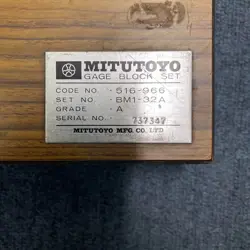 MITUTOYO
GAGE BLOCK SET
CODE NO. 516-966
SET NO. BM1-32A
GRADE A
SERIAL NO. 737347
MITUTOYO MFG. CO. LTD